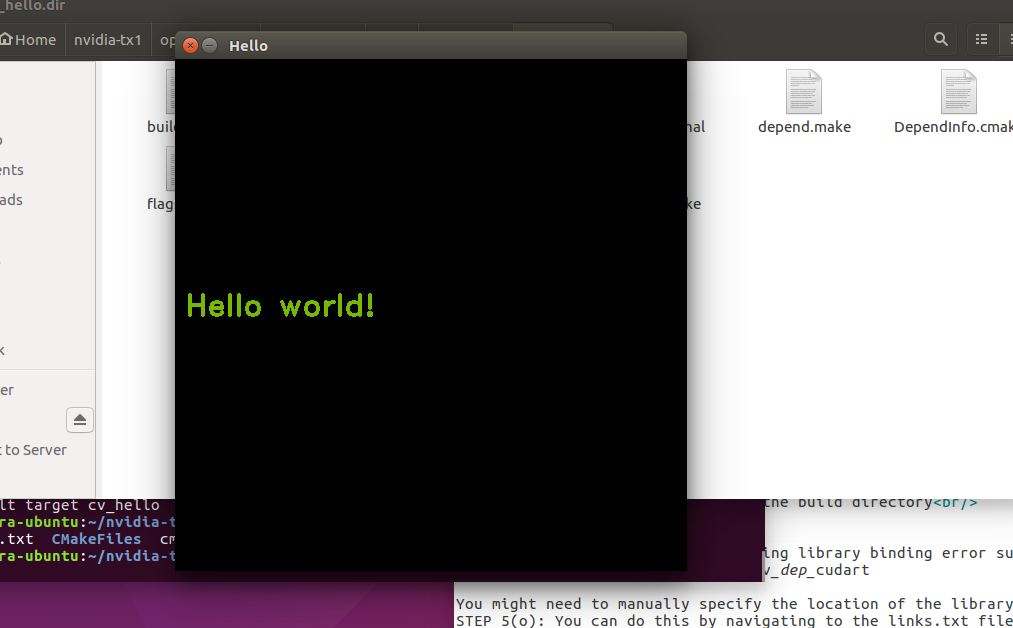 _hello.dir
Home
nvidia-tx1
op
Hello
buil
nal
depend.make
DependInfo.cmak
flag
ke
ents
ads
k
er
t to Server
Hello world!
lt target cv_hello
ra-ubuntu:~/nvidia-t
.txt CMakeFiles cm
ra-ubuntu:~/nvidia-t
the build directory<br/>
ing library binding error su
v_dep_cudart
You might need to manually specify the location of the library
STEP 5(o): You can do this by navigating to the links.txt file